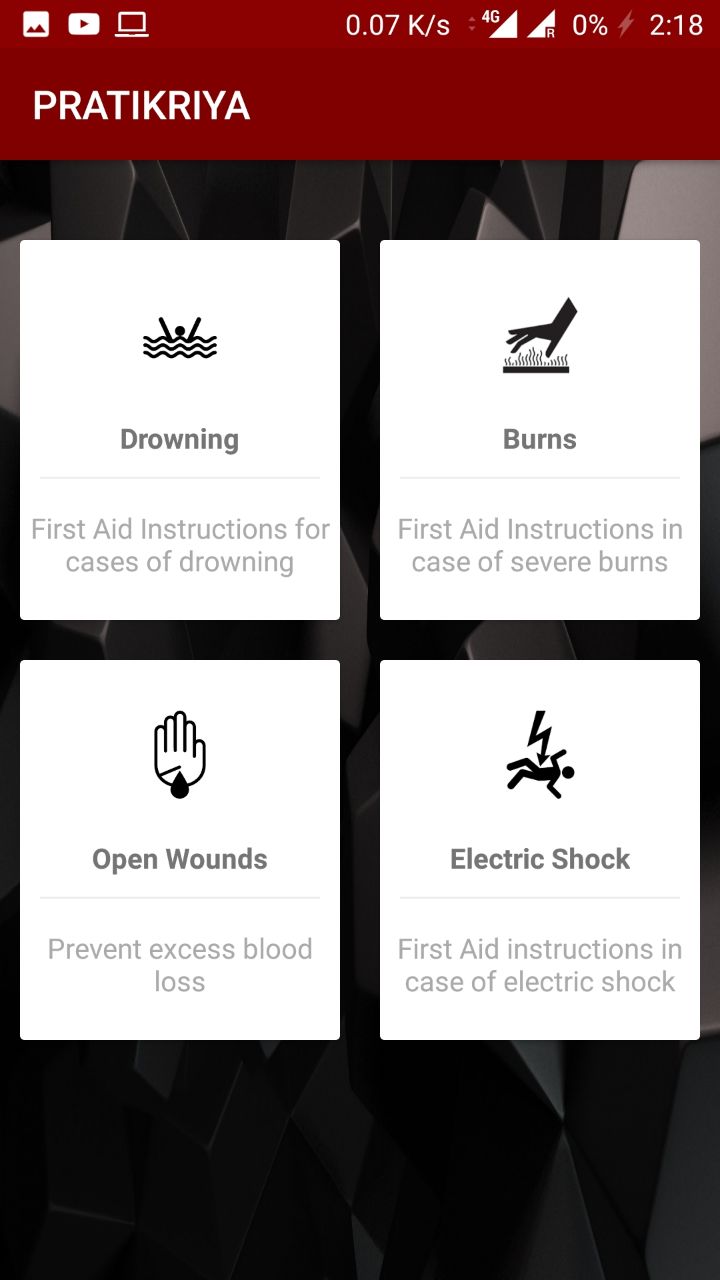 0.07 K/s 4G R 0% 2:18
PRATIKRIYA
Drowning
First Aid Instructions for
cases of drowning
Burns
First Aid Instructions in
case of severe burns
Open Wounds
Prevent excess blood
loss
Electric Shock
First Aid instructions in
case of electric shock